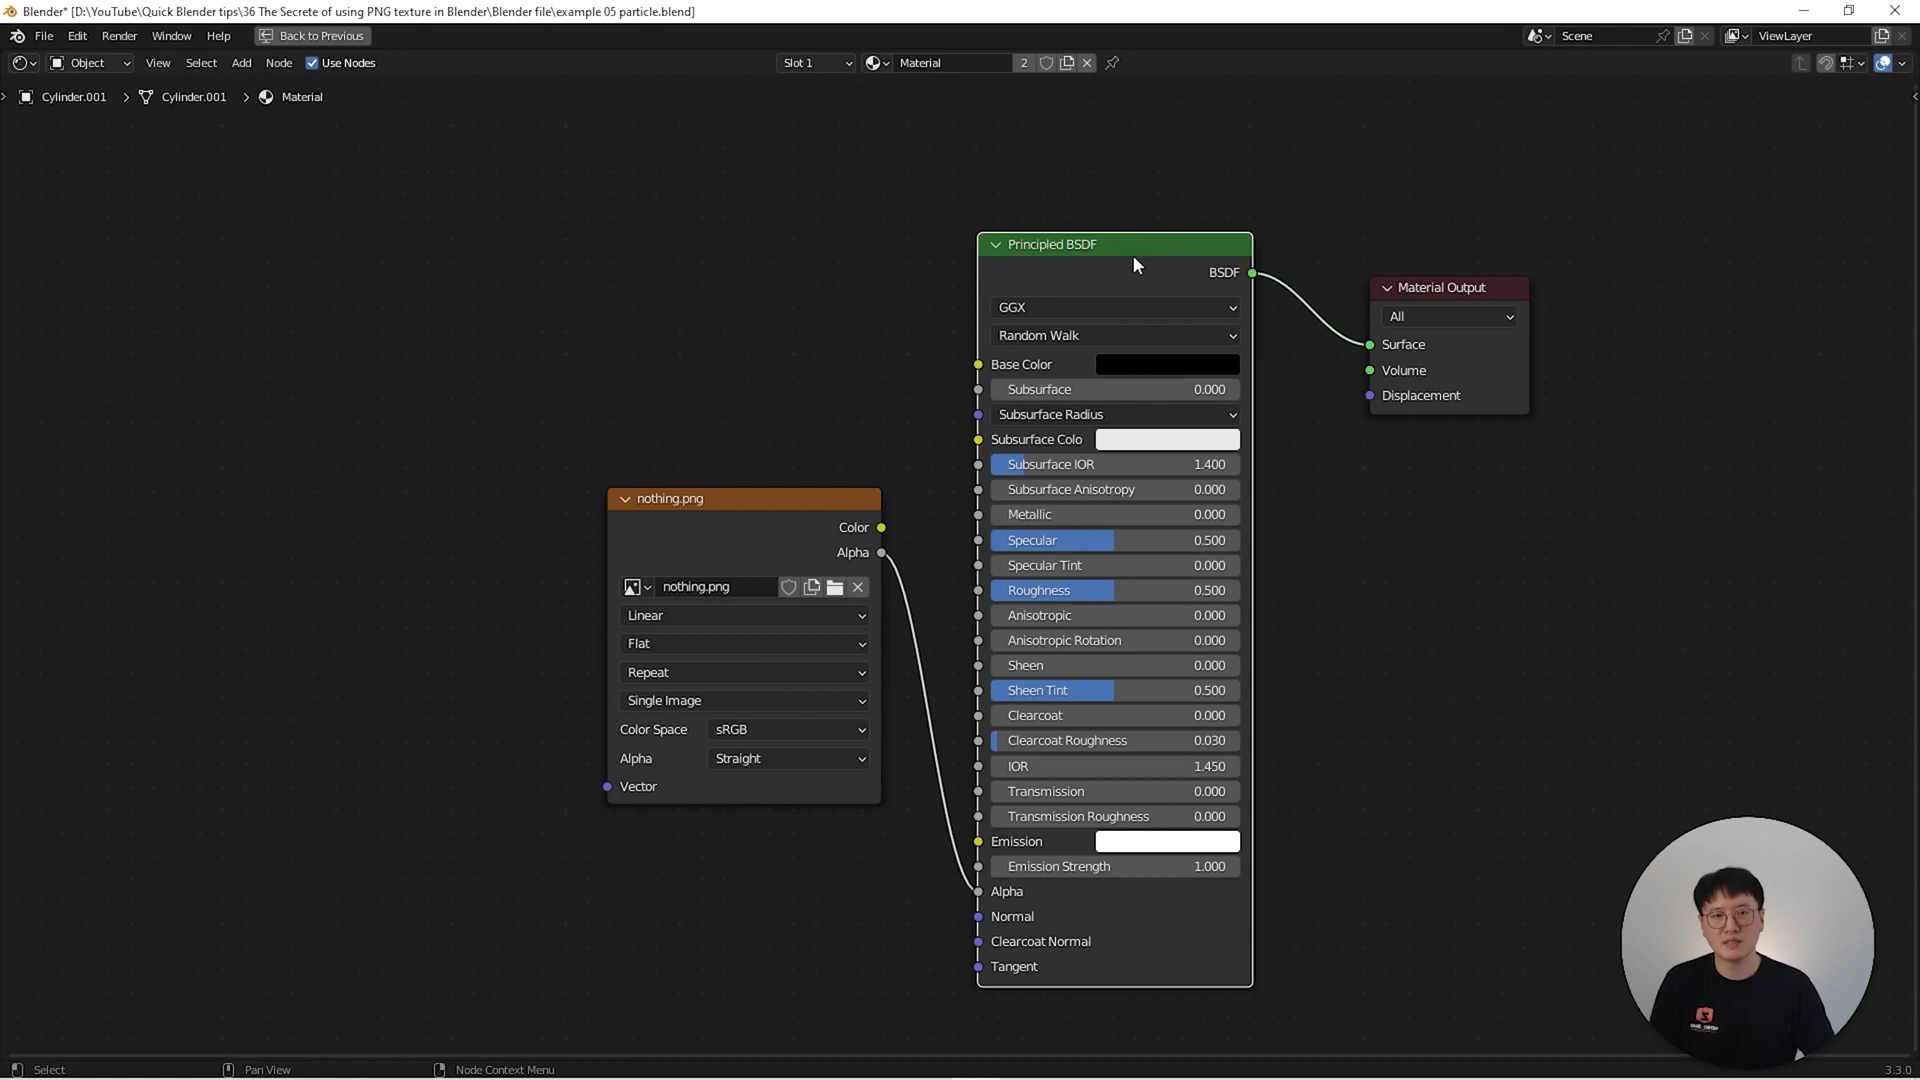 Blender* [D:\YouTube\Quick Blender tips\36 The Secrete of using PNG texture in Blender\Blender file\example 05 particle.blend]
File Edit Render Window Help Back to Previous Scene ViewLayer
Object View Select Add Node Use Nodes Slot 1 Material 2
Cylinder.001 > Cylinder.001 > Material
Principled BSDF
BSDF
GGX
Random Walk
Base Color
Subsurface 0.000
Subsurface Radius
Subsurface Colo
Subsurface IOR 1.400
Subsurface Anisotropy 0.000
Metallic 0.000
Specular 0.500
Specular Tint 0.000
Roughness 0.500
Anisotropic 0.000
Anisotropic Rotation 0.000
Sheen 0.000
Sheen Tint 0.500
Clearcoat 0.000
Clearcoat Roughness 0.030
IOR 1.450
Transmission 0.000
Transmission Roughness 0.000
Emission
Emission Strength 1.000
Alpha
Normal
Clearcoat Normal
Tangent
Material Output
All
Surface
Volume
Displacement
nothing.png
Color
Alpha
nothing.png
Linear
Flat
Repeat
Single Image
Color Space sRGB
Alpha Straight
Vector
Select Pan View Node Context Menu 3.3.0